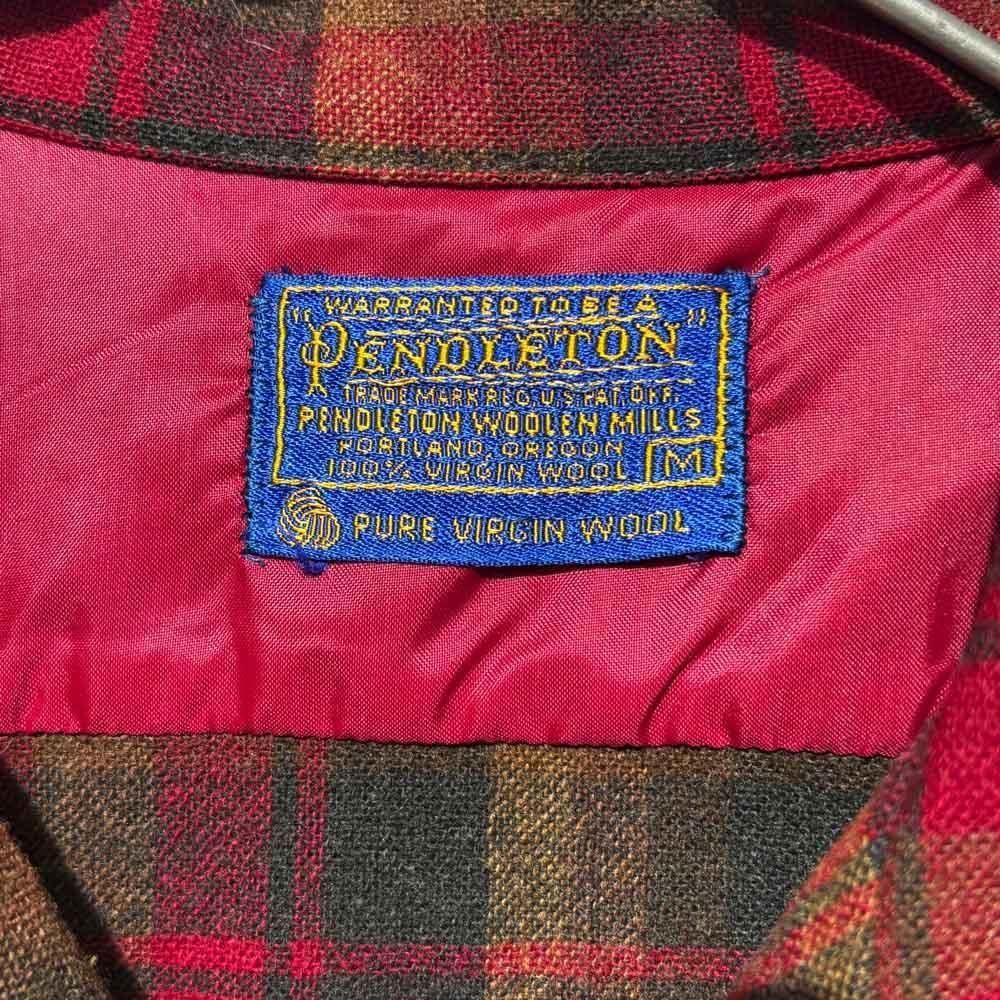 WARRANTED TO BE A
"PENDLETON"
TRADE MARK REG. U.S. PAT. OFF.
PENDLETON WOOLEN MILLS
PORTLAND, OREGON
100% VIRGIN WOOL M
PURE VIRGIN WOOL